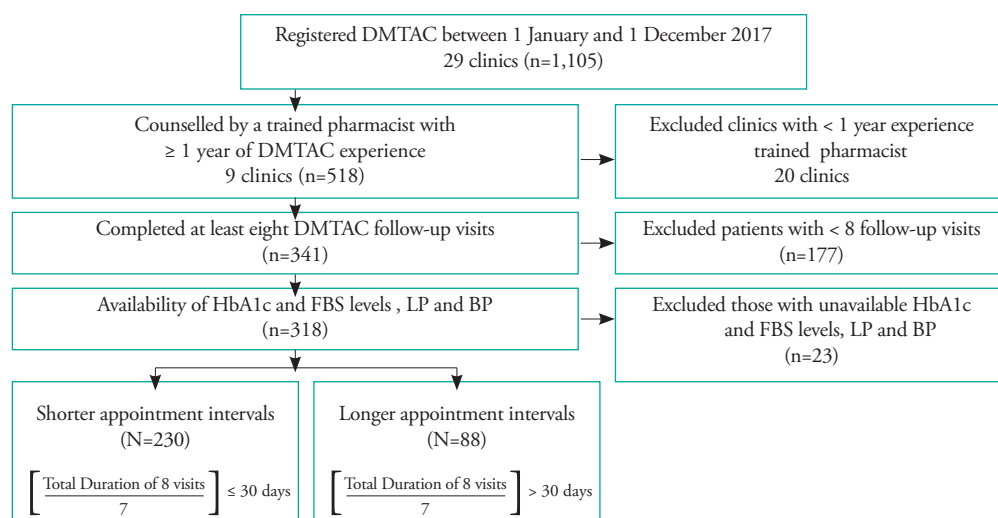 Registered DMTAC between 1 January and 1 December 2017
29 clinics (n=1,105)
Counselled by a trained pharmacist with
≥ 1 year of DMTAC experience
9 clinics (n=518)
Excluded clinics with < 1 year experience
trained pharmacist
20 clinics
Completed at least eight DMTAC follow-up visits
(n=341)
Excluded patients with < 8 follow-up visits
(n=177)
Availability of HbA1c and FBS levels , LP and BP
(n=318)
Excluded those with unavailable HbA1c
and FBS levels, LP and BP
(n=23)
Shorter appointment intervals
(N=230)
[Total Duration of 8 visits
7] ≤ 30 days
Longer appointment intervals
(N=88)
[Total Duration of 8 visits
7] > 30 days